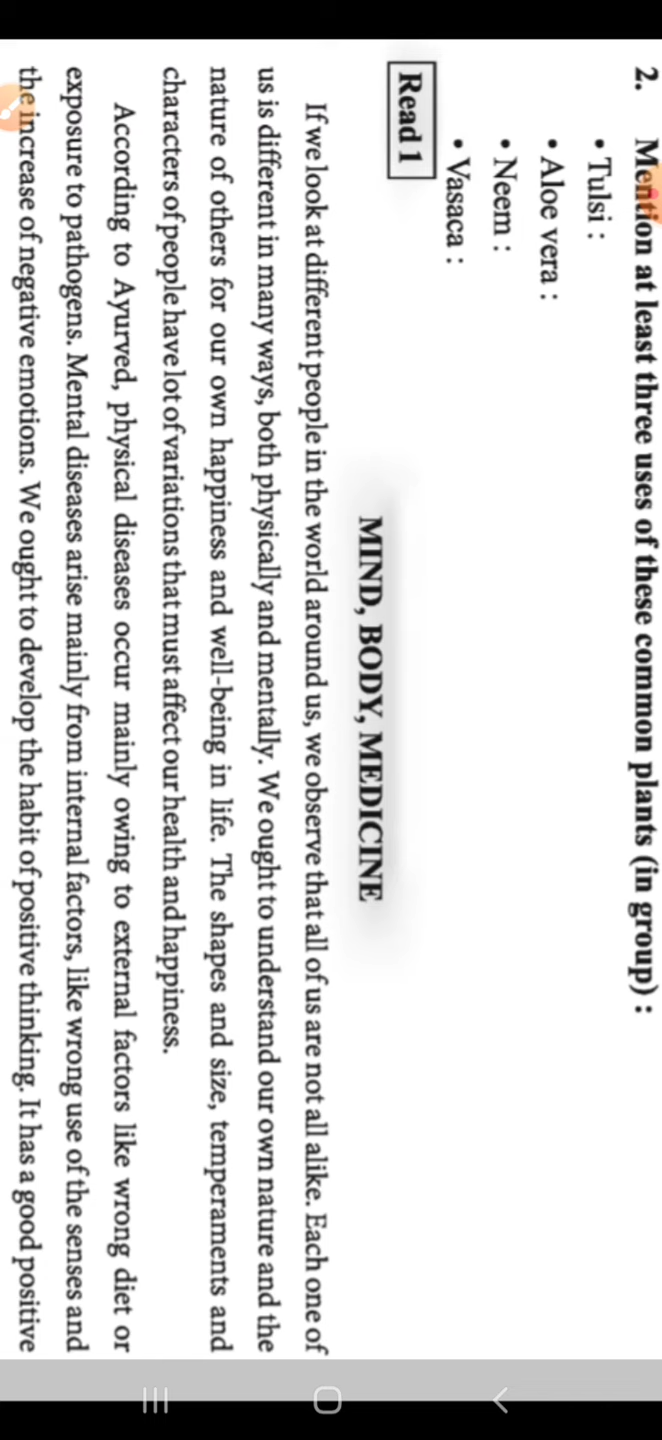 2. Mention at least three uses of these common plants (in group) :
• Tulsi :
• Aloe vera :
• Neem :
• Vasaca :
Read 1
MIND, BODY, MEDICINE
If we look at different people in the world around us, we observe that all of us are not all alike. Each one of
us is different in many ways, both physically and mentally. We ought to understand our own nature and the
nature of others for our own happiness and well-being in life. The shapes and size, temperaments and
characters of people have lot of variations that must affect our health and happiness.
According to Ayurved, physical diseases occur mainly owing to external factors like wrong diet or
exposure to pathogens. Mental diseases arise mainly from internal factors, like wrong use of the senses and
the increase of negative emotions. We ought to develop the habit of positive thinking. It has a good positive